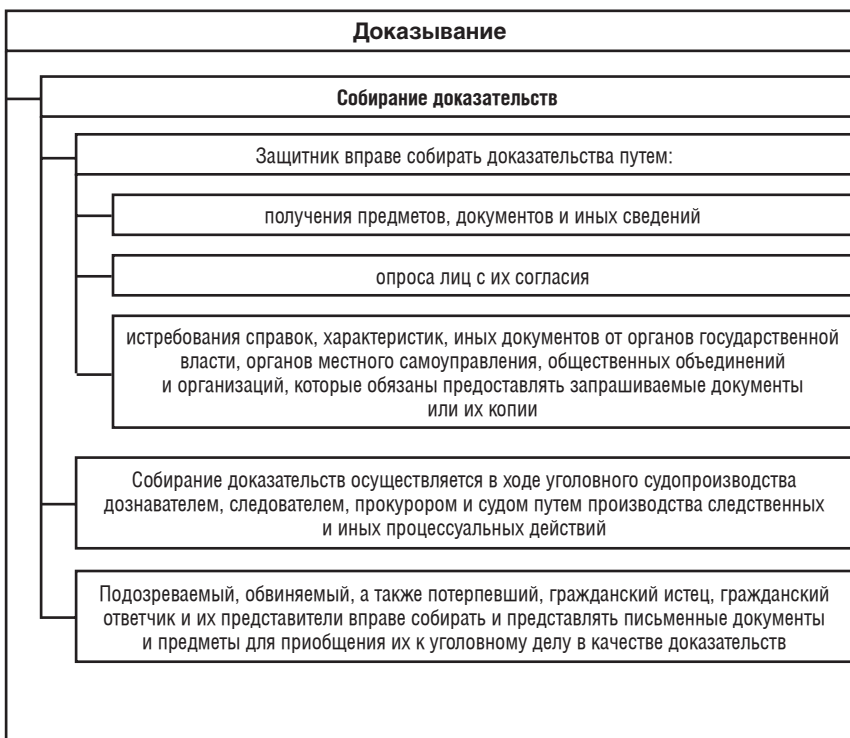 Доказывание
Собирание доказательств
Защитник вправе собирать доказательства путем:
получения предметов, документов и иных сведений
опроса лиц с их согласия
истребования справок, характеристик, иных документов от органов государственной
власти, органов местного самоуправления, общественных объединений
и организаций, которые обязаны предоставлять запрашиваемые документы
или их копии
Собирание доказательств осуществляется в ходе уголовного судопроизводства
дознавателем, следователем, прокурором и судом путем производства следственных
и иных процессуальных действий
Подозреваемый, обвиняемый, а также потерпевший, гражданский истец, гражданский
ответчик и их представители вправе собирать и представлять письменные документы
и предметы для приобщения их к уголовному делу в качестве доказательств